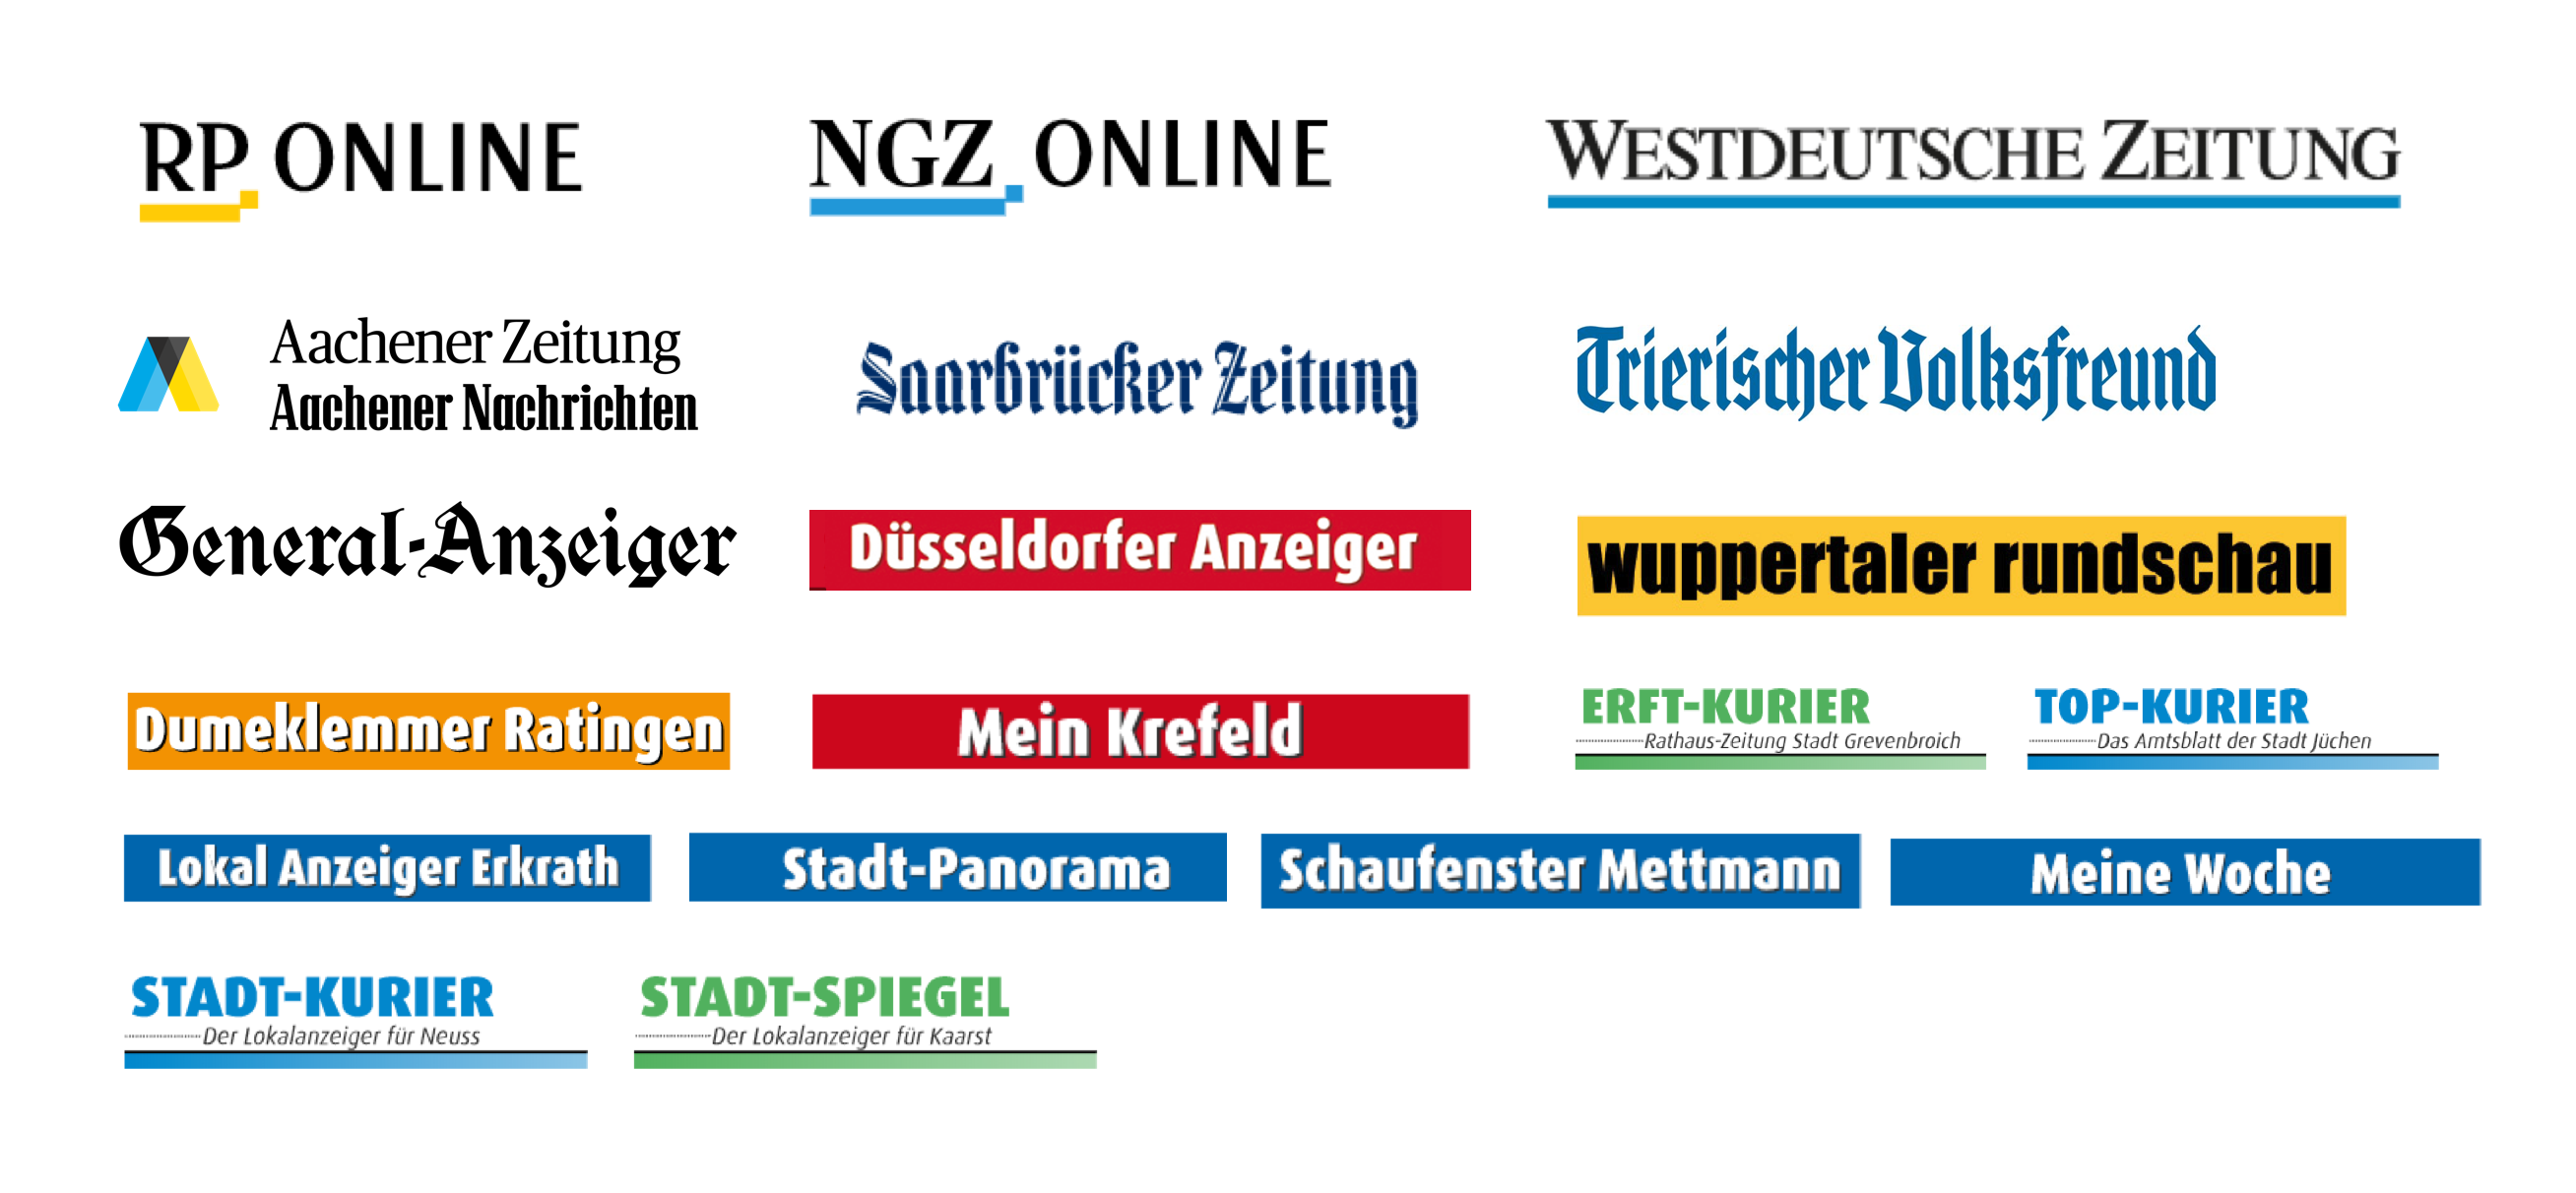 RP ONLINE
NGZ ONLINE
WESTDEUTSCHE ZEITUNG
Aachener Zeitung
Aachener Nachrichten
Saarbrücker Zeitung
Trierischer Volksfreund
General-Anzeiger
Düsseldorfer Anzeiger
wuppertaler rundschau
Dumeklemmer Ratingen
Mein Krefeld
ERFT-KURIER
Rathaus-Zeitung Stadt Grevenbroich
TOP-KURIER
Das Amtsblatt der Stadt Jüchen
Lokal Anzeiger Erkrath
Stadt-Panorama
Schaufenster Mettmann
Meine Woche
STADT-KURIER
Der Lokalanzeiger für Neuss
STADT-SPIEGEL
Der Lokalanzeiger für Kaarst